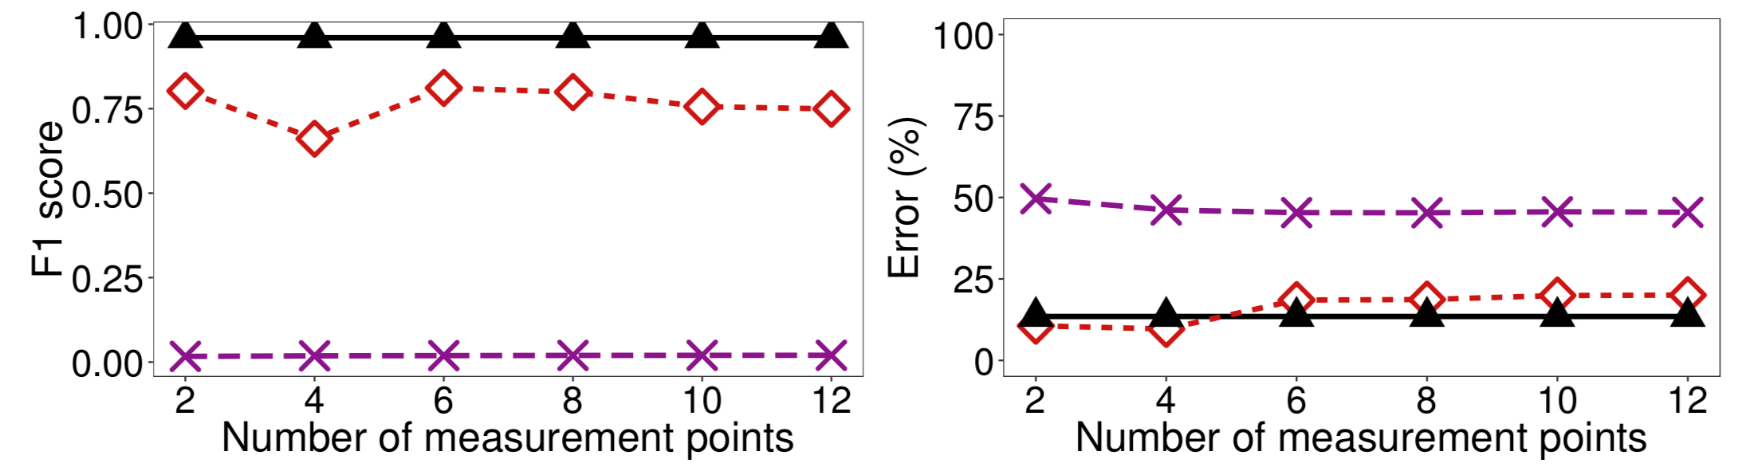 1.00
0.75
0.50
0.25
0.00
F1 score
2 4 6 8 10 12
Number of measurement points
100
75
50
25
0
Error (%)
2 4 6 8 10 12
Number of measurement points